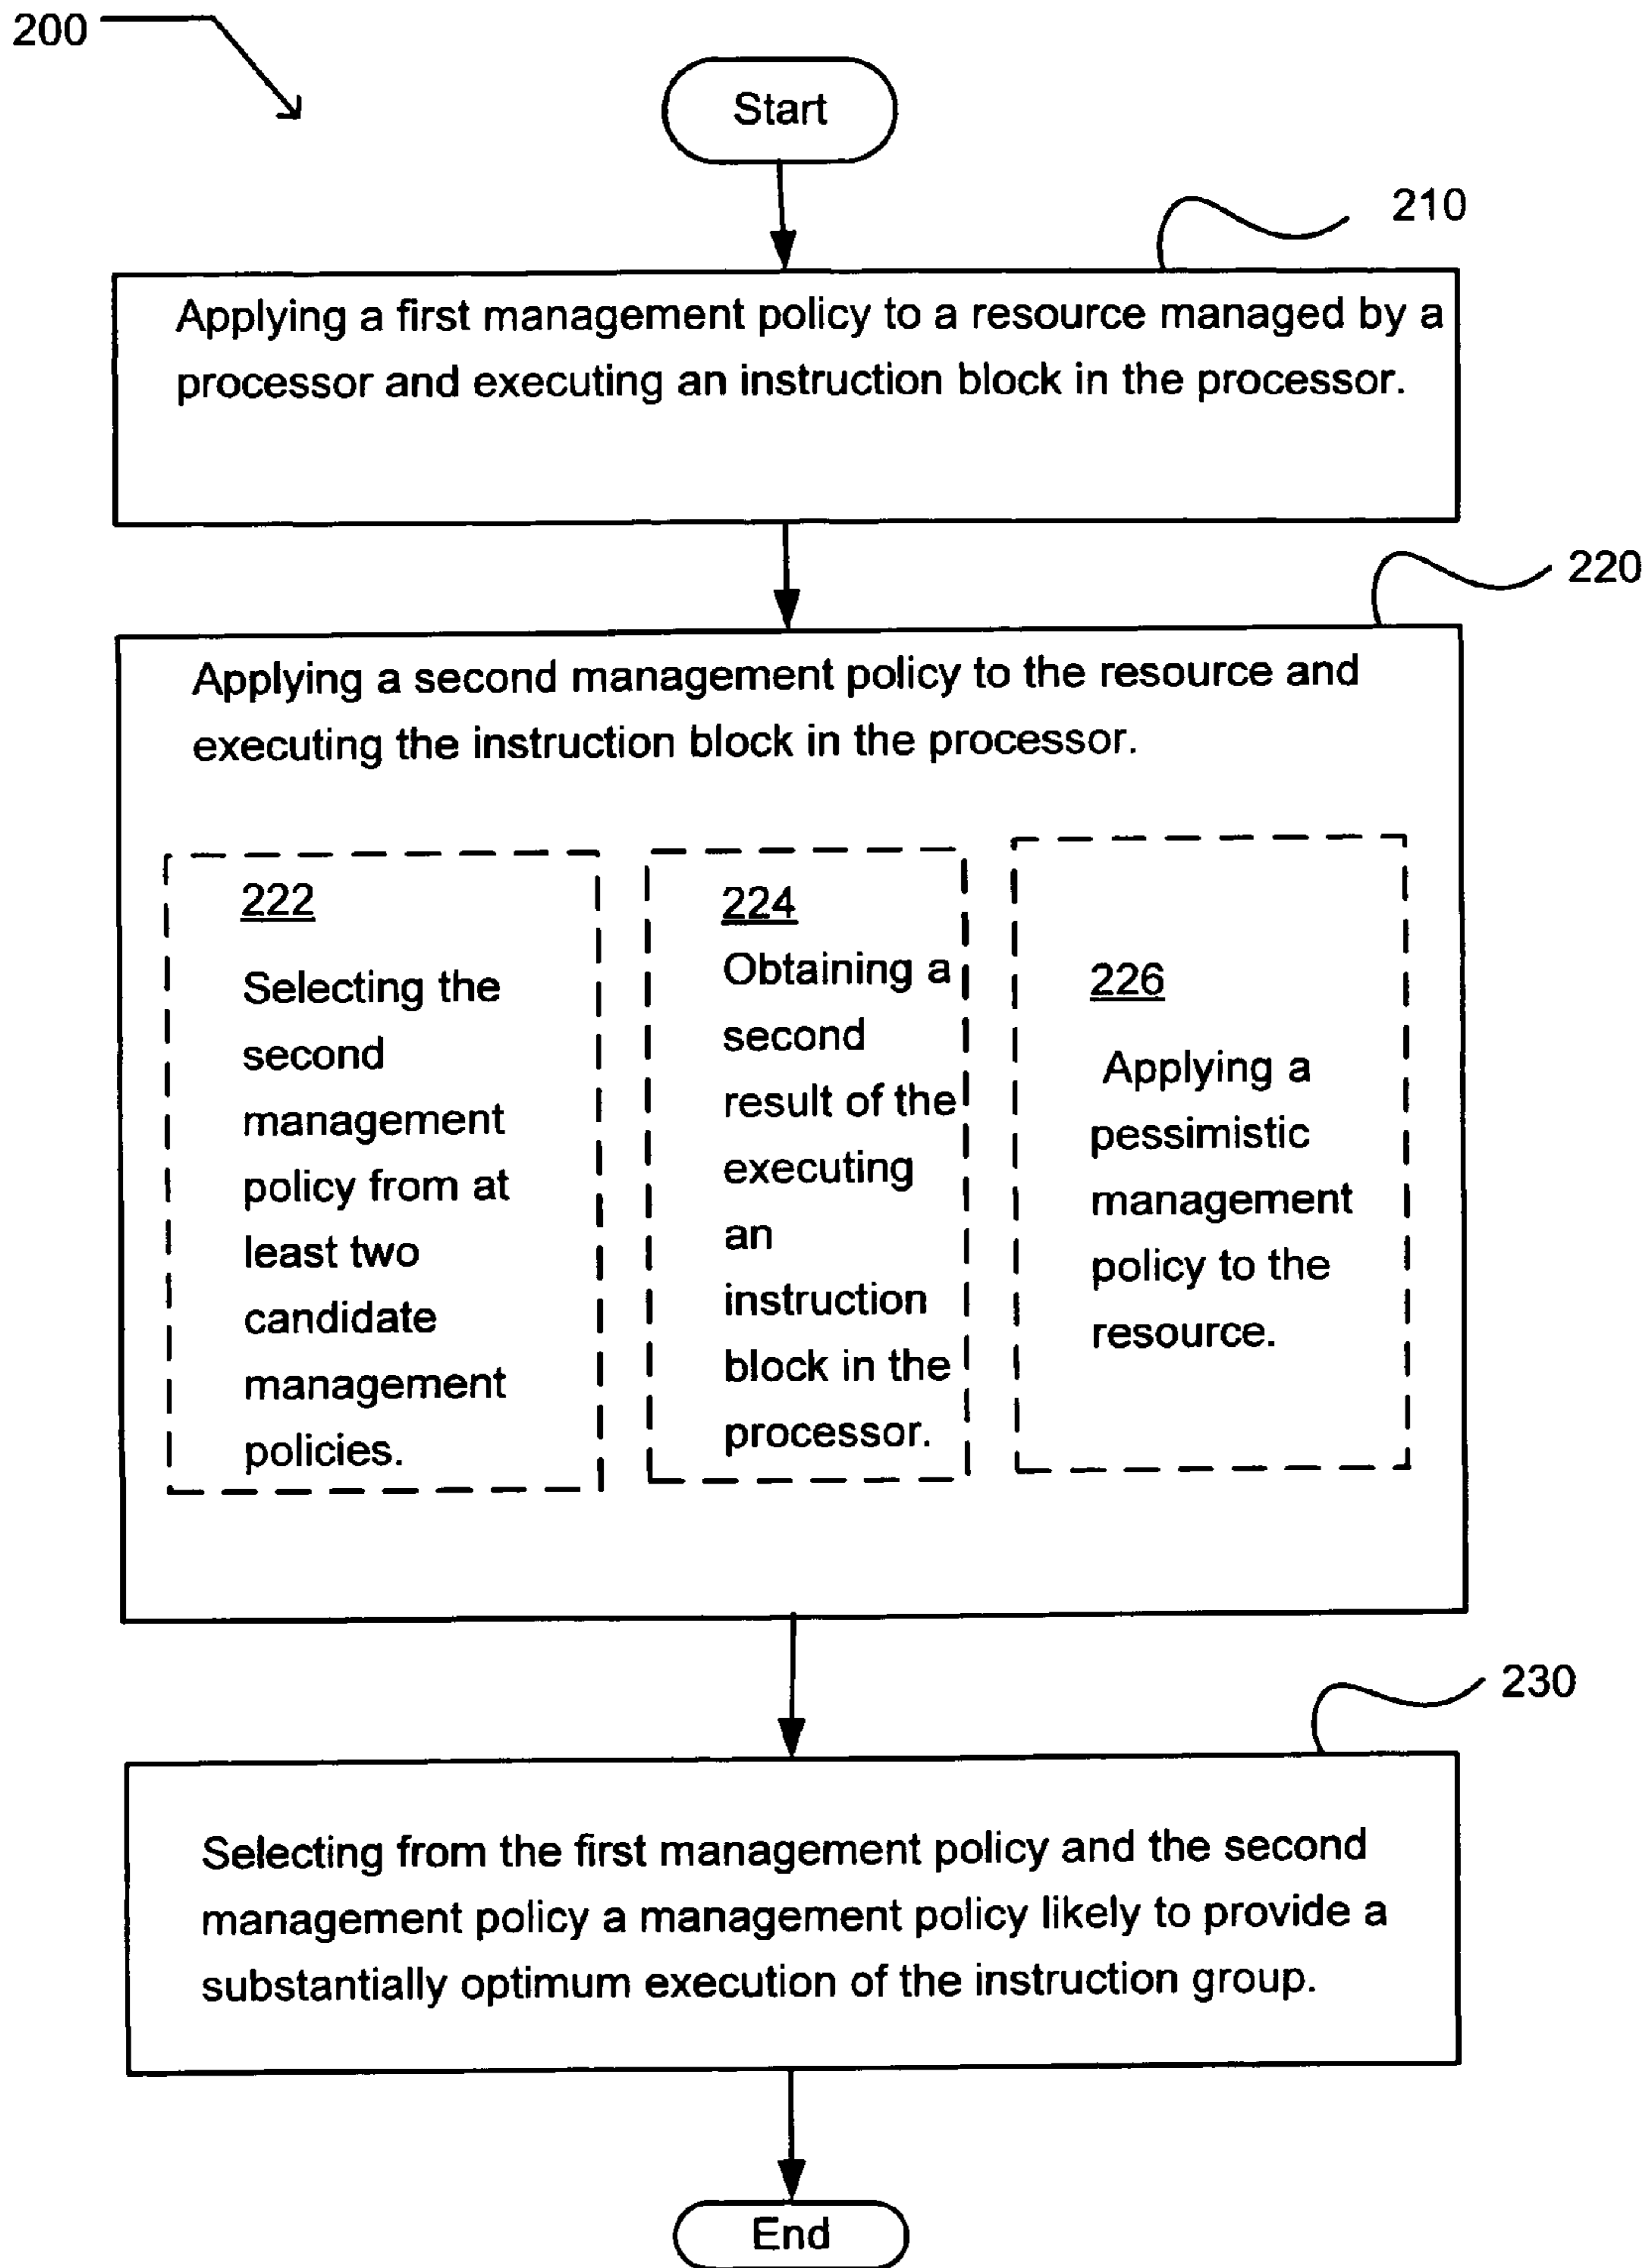 200
Start
210
Applying a first management policy to a resource managed by a
processor and executing an instruction block in the processor.
220
Applying a second management policy to the resource and
executing the instruction block in the processor.
222
Selecting the
second
management
policy from at
least two
candidate
management
policies.
224
Obtaining a
second
result of the
executing
an
instruction
block in the
processor.
226
Applying a
pessimistic
management
policy to the
resource.
230
Selecting from the first management policy and the second
management policy a management policy likely to provide a
substantially optimum execution of the instruction group.
End